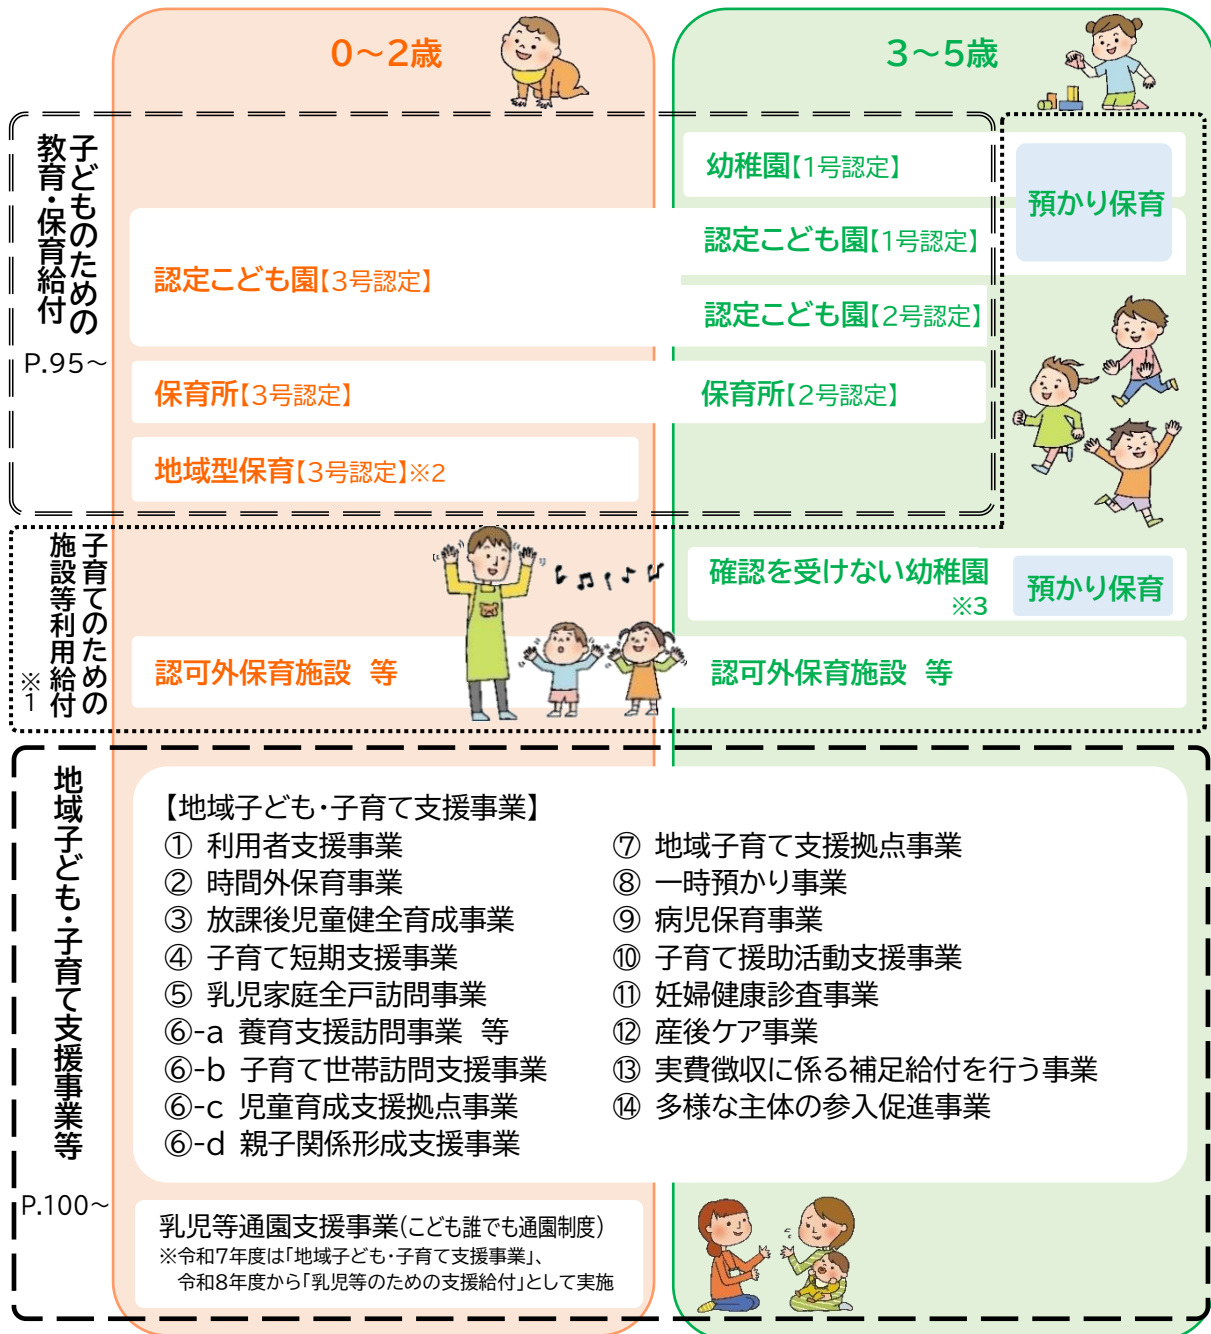 0～2歳
3～5歳
子どものための
教育・保育給付
P.95～
幼稚園【1号認定】
預かり保育
認定こども園【1号認定】
認定こども園【3号認定】
認定こども園【2号認定】
保育所【3号認定】
保育所【2号認定】
地域型保育【3号認定】※2
子育てのための
施設等利用給付
※1
確認を受けない幼稚園
※3
預かり保育
認可外保育施設 等
認可外保育施設 等
地域子ども・子育て支援事業等
P.100～
【地域子ども・子育て支援事業】
① 利用者支援事業
② 時間外保育事業
③ 放課後児童健全育成事業
④ 子育て短期支援事業
⑤ 乳児家庭全戸訪問事業
⑥-a 養育支援訪問事業 等
⑥-b 子育て世帯訪問支援事業
⑥-c 児童育成支援拠点事業
⑥-d 親子関係形成支援事業
⑦ 地域子育て支援拠点事業
⑧ 一時預かり事業
⑨ 病児保育事業
⑩ 子育て援助活動支援事業
⑪ 妊婦健康診査事業
⑫ 産後ケア事業
⑬ 実費徴収に係る補足給付を行う事業
⑭ 多様な主体の参入促進事業
乳児等通園支援事業(こども誰でも通園制度)
※令和7年度は「地域子ども・子育て支援事業」、
令和8年度から「乳児等のための支援給付」として実施